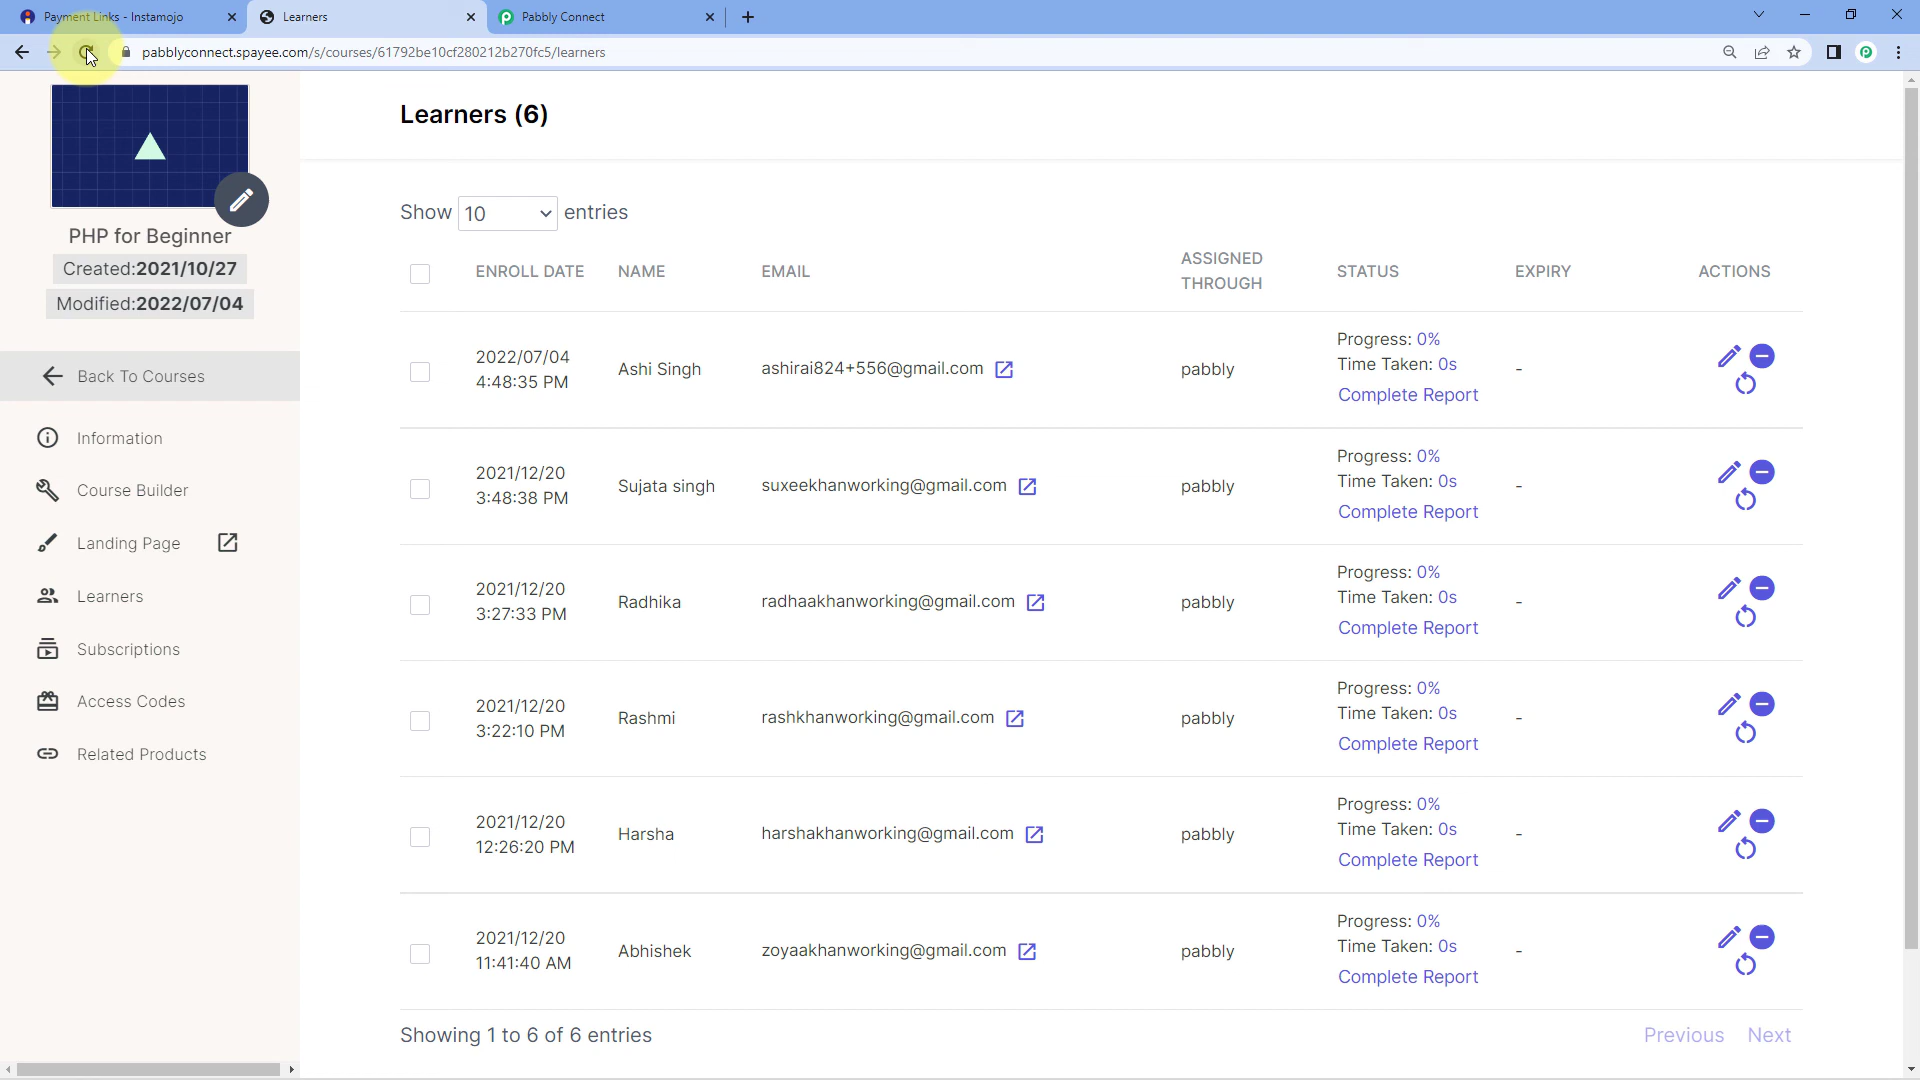 Payment Links - Instamojo
Learners
Pabbly Connect
pabblyconnect.spayee.com/s/courses/61792be10cf280212b270fc5/learners
PHP for Beginner
Created:2021/10/27
Modified:2022/07/04
Back To Courses
Information
Course Builder
Landing Page
Learners
Subscriptions
Access Codes
Related Products
Learners (6)
Show 10 entries
ENROLL DATE NAME EMAIL ASSIGNED THROUGH STATUS EXPIRY ACTIONS
2022/07/04 4:48:35 PM Ashi Singh ashirai824+556@gmail.com pabbly Progress: 0% Time Taken: 0s Complete Report -
2021/12/20 3:48:38 PM Sujata singh suxeekhanworking@gmail.com pabbly Progress: 0% Time Taken: 0s Complete Report -
2021/12/20 3:27:33 PM Radhika radhaakhanworking@gmail.com pabbly Progress: 0% Time Taken: 0s Complete Report -
2021/12/20 3:22:10 PM Rashmi rashkhanworking@gmail.com pabbly Progress: 0% Time Taken: 0s Complete Report -
2021/12/20 12:26:20 PM Harsha harshakhanworking@gmail.com pabbly Progress: 0% Time Taken: 0s Complete Report -
2021/12/20 11:41:40 AM Abhishek zoyaakhanworking@gmail.com pabbly Progress: 0% Time Taken: 0s Complete Report -
Showing 1 to 6 of 6 entries
Previous Next